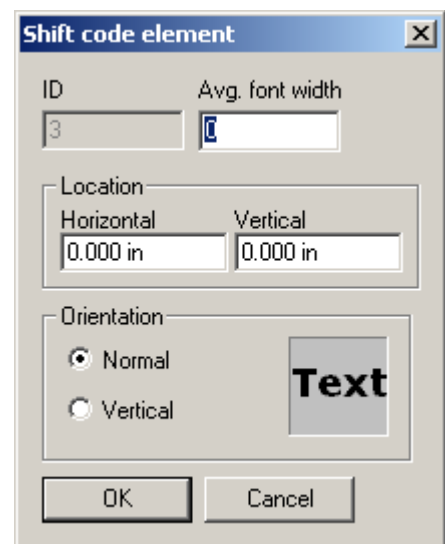 Shift code element
ID Avg. font width
3 0
Location
Horizontal Vertical
0.000 in 0.000 in
Orientation
Normal
Text
Vertical
OK Cancel